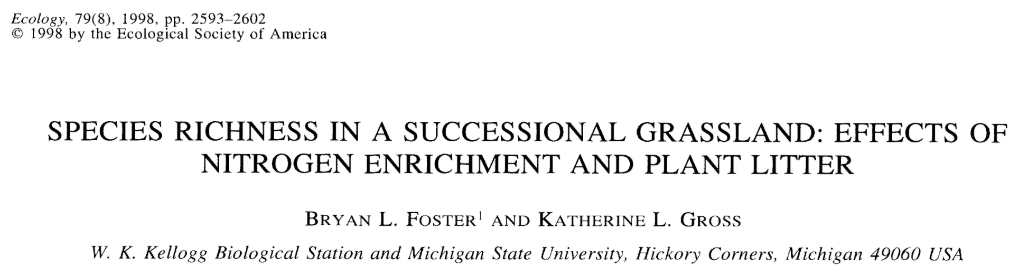 Ecology, 79(8), 1998, pp. 2593–2602
© 1998 by the Ecological Society of America
SPECIES RICHNESS IN A SUCCESSIONAL GRASSLAND: EFFECTS OF
NITROGEN ENRICHMENT AND PLANT LITTER
BRYAN L. FOSTER¹ AND KATHERINE L. GROSS
W. K. Kellogg Biological Station and Michigan State University, Hickory Corners, Michigan 49060 USA